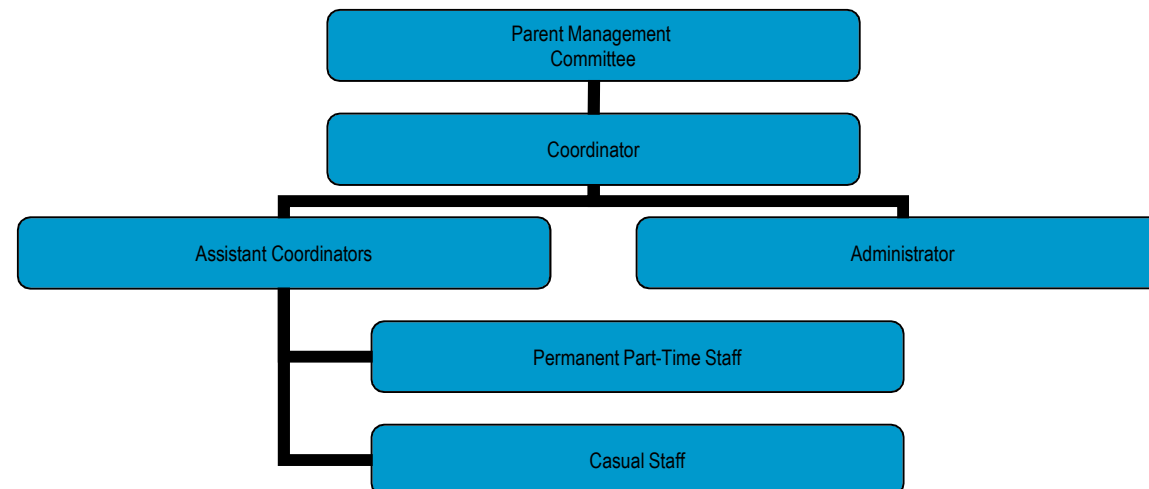 Parent Management
Committee
Coordinator
Assistant Coordinators
Administrator
Permanent Part-Time Staff
Casual Staff